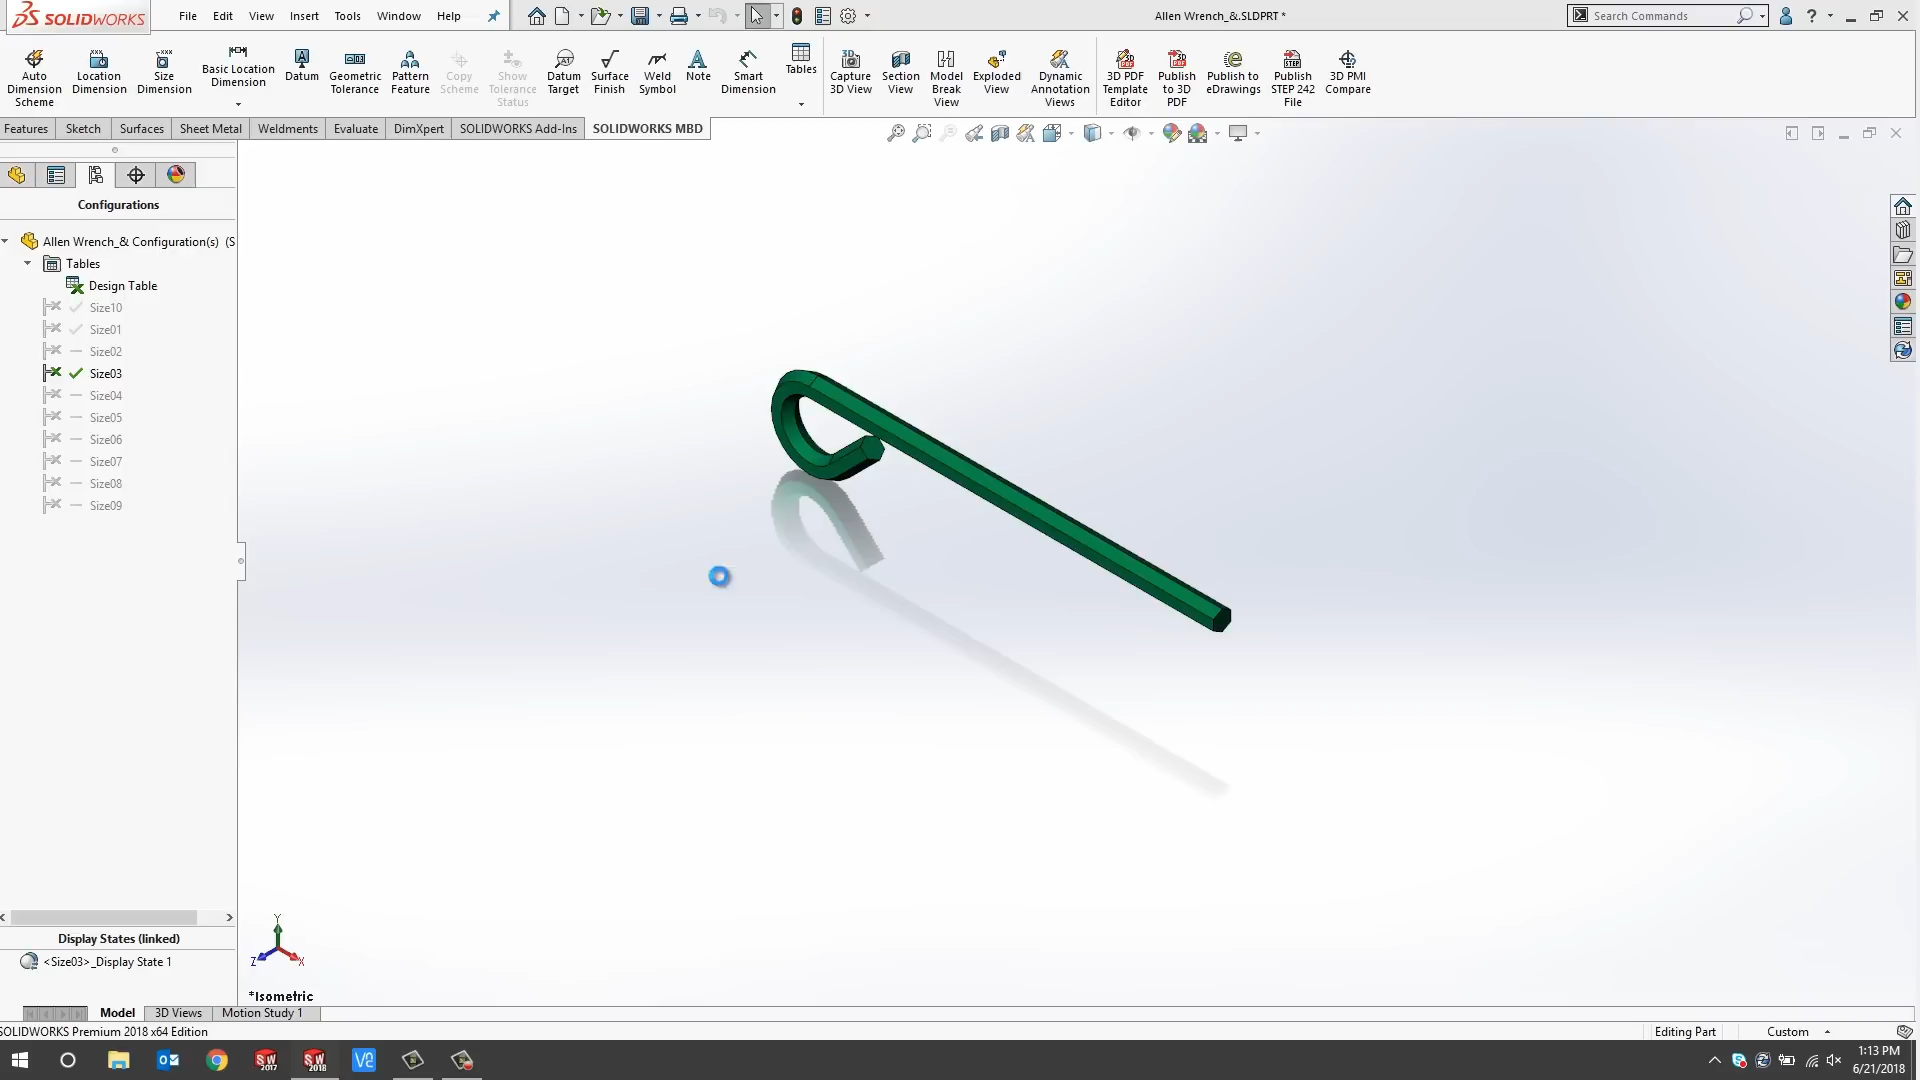 SOLIDWORKS File Edit View Insert Tools Window Help Allen Wrench_&.SLDPRT * Search Commands ?
Auto Dimension Scheme
Location Dimension
Size Dimension
Basic Location Dimension
Datum
Geometric Tolerance
Pattern Feature
Copy Scheme
Show Tolerance Status
Datum Target
Surface Finish
Weld Symbol
Note
Smart Dimension
Tables
Capture 3D View
Section View
Model Break View
Exploded View
Dynamic Annotation Views
3D PDF Template Editor
Publish to 3D PDF
Publish to eDrawings
Publish STEP 242 File
3D PMI Compare
Features Sketch Surfaces Sheet Metal Weldments Evaluate DimXpert SOLIDWORKS Add-Ins SOLIDWORKS MBD
Configurations
Allen Wrench_& Configuration(s) (S
Tables
Design Table
Size10
Size01
Size02
Size03
Size04
Size05
Size06
Size07
Size08
Size09
Display States (linked)
<Size03>_Display State 1
Y
Z X
*Isometric
Model 3D Views Motion Study 1
SOLIDWORKS Premium 2018 x64 Edition Editing Part Custom
SW 2017 SW 2018 1:13 PM
6/21/2018